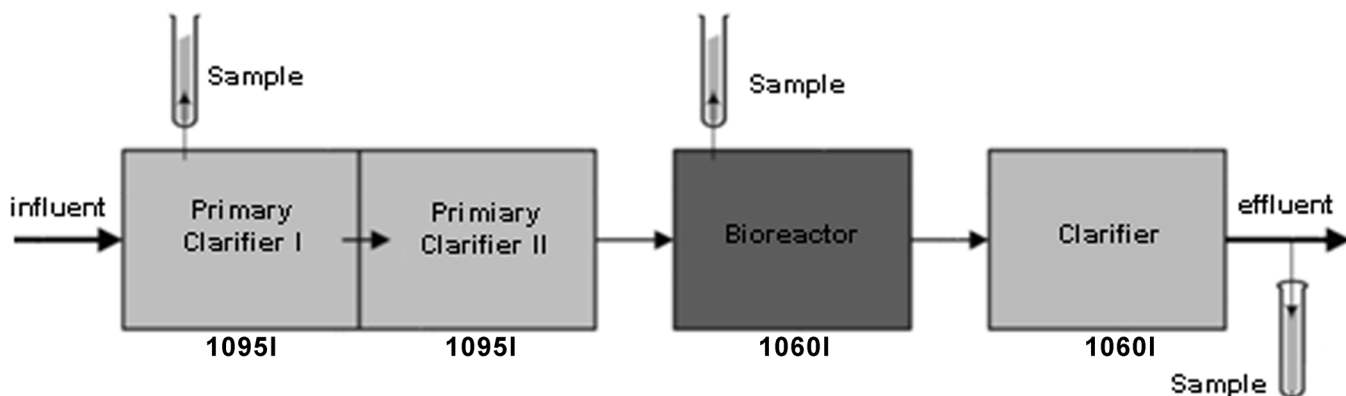 Sample
Sample
influent
Primary
Clarifier I
Primiary
Clarifier II
Bioreactor
Clarifier
effluent
1095l
1095l
1060l
1060l
Sample